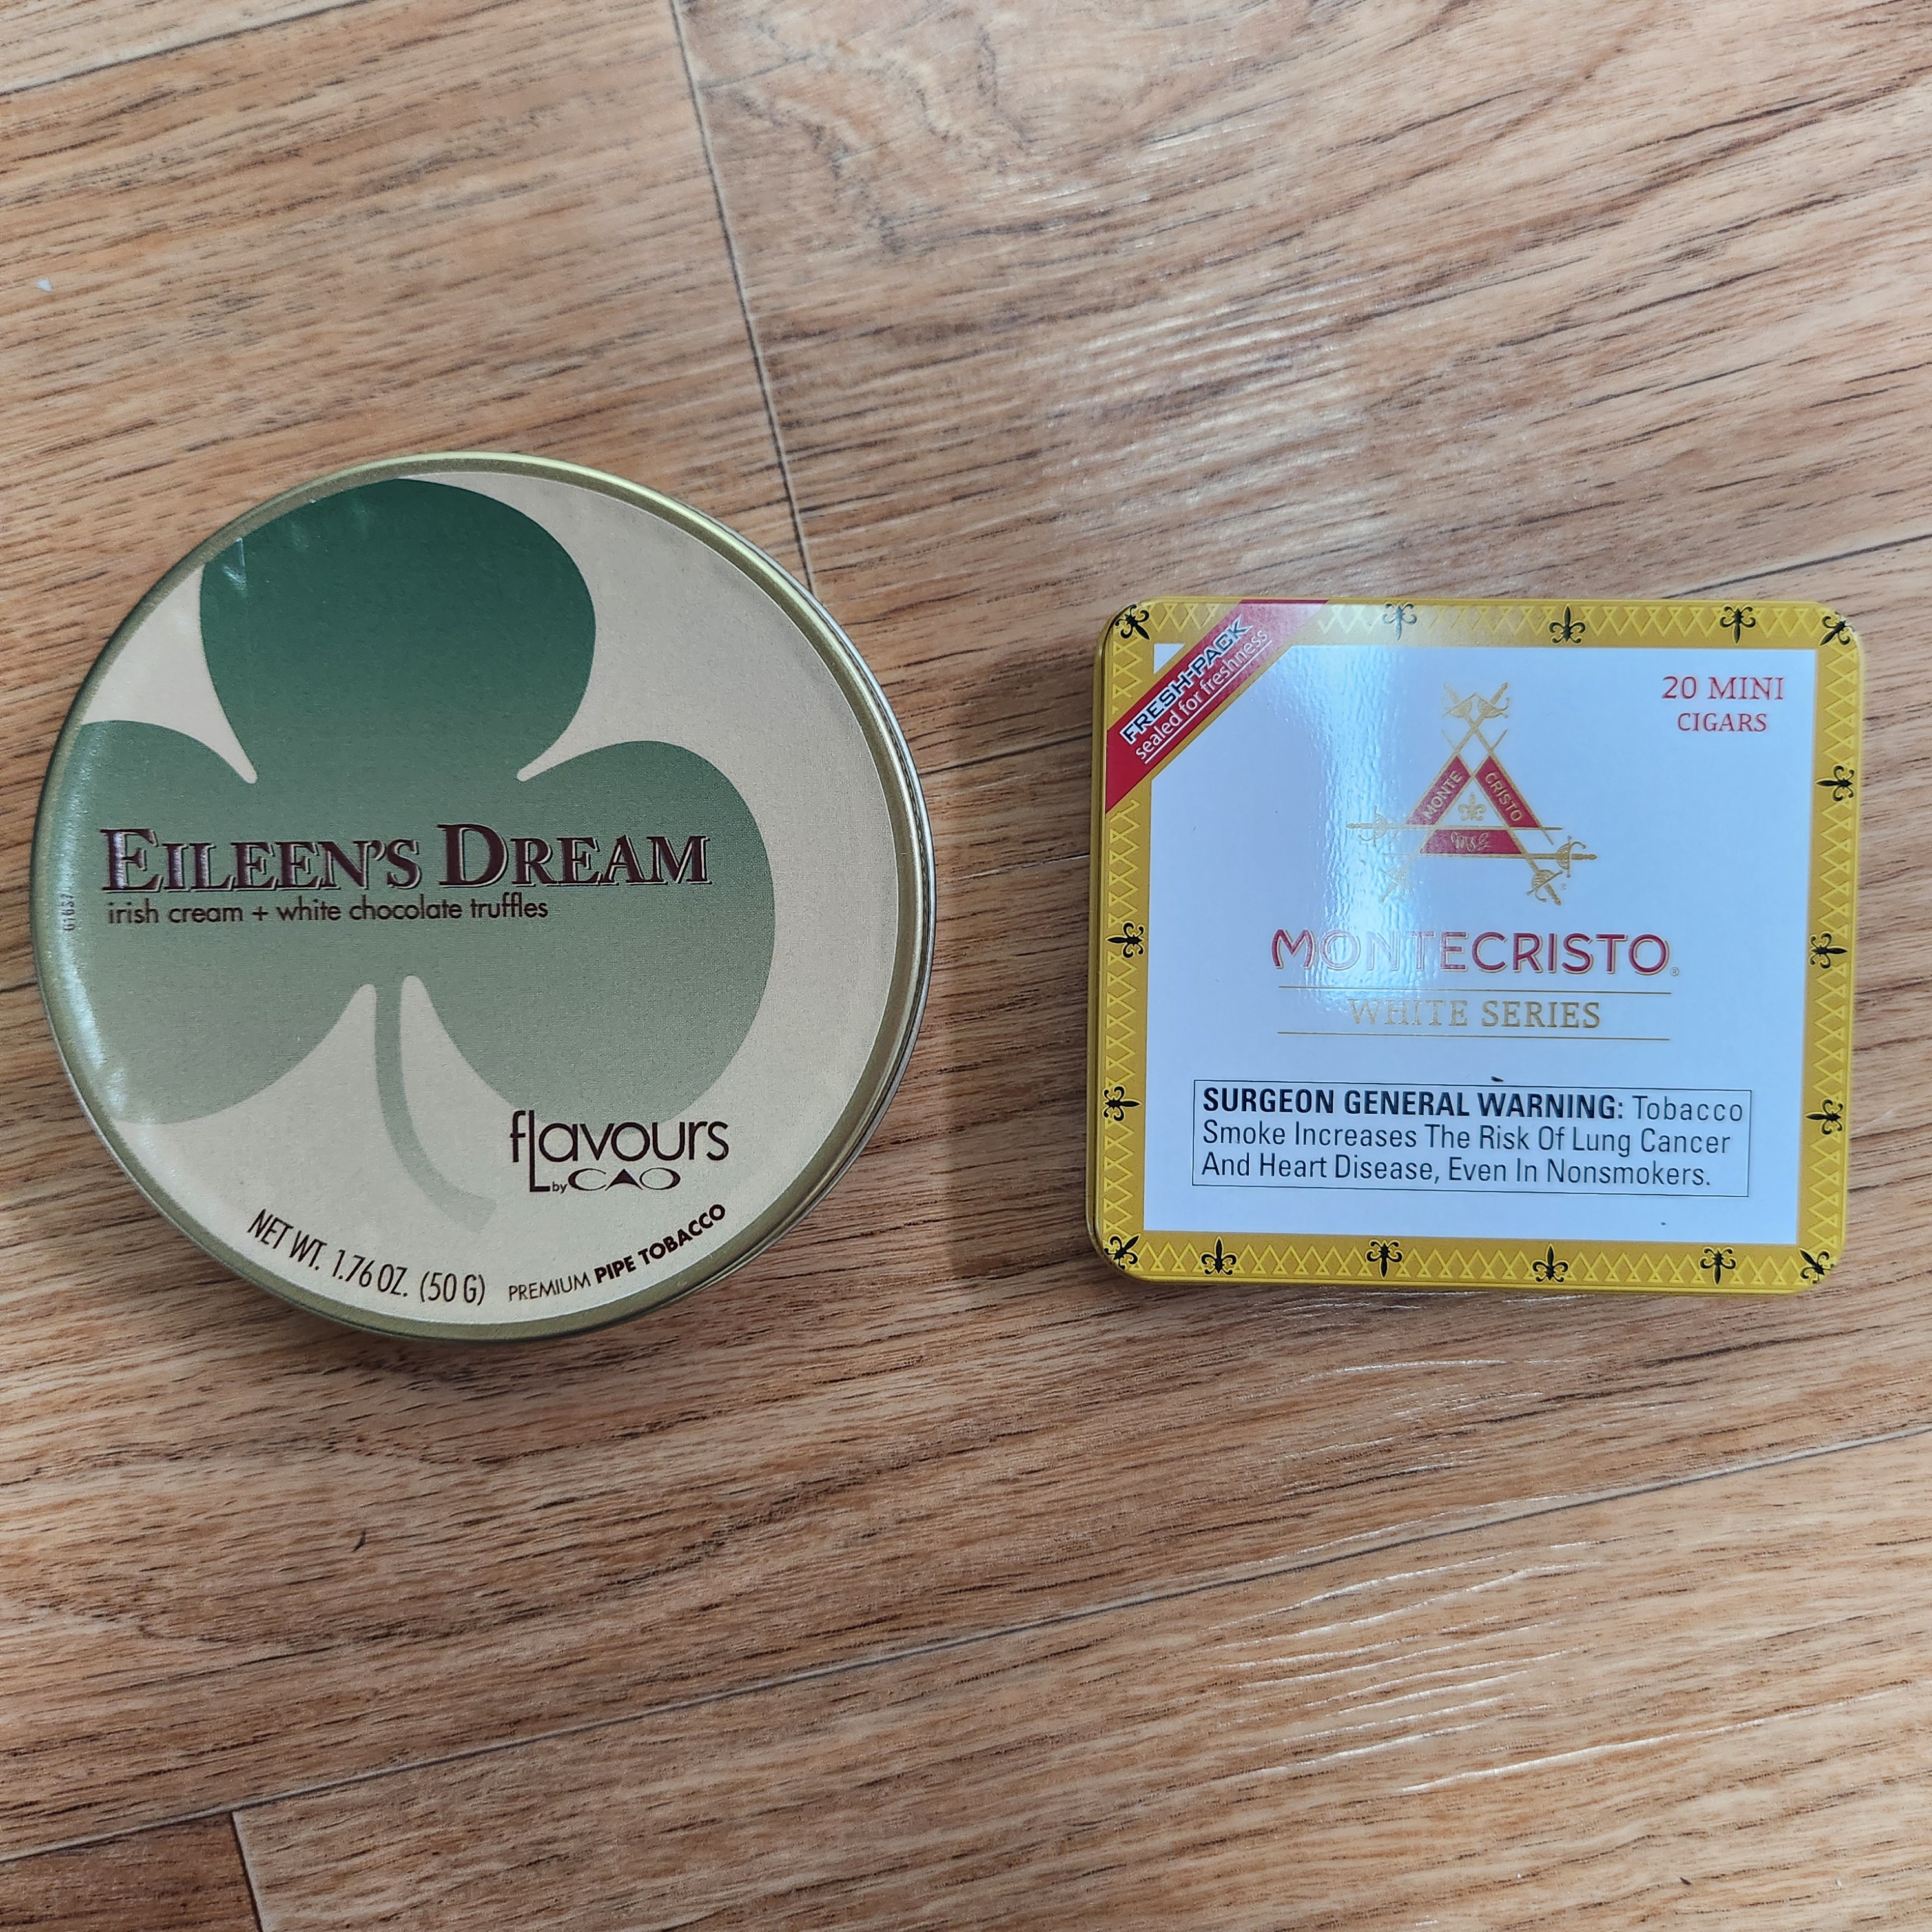 EILEEN'S DREAM
irish cream + white chocolate truffles
flavours
by CAO
NET WT. 1.76 OZ. (50 G) PREMIUM PIPE TOBACCO
FRESH-PACK
sealed for freshness
20 MINI
CIGARS
MONTE CRISTO
MONTECRISTO®
WHITE SERIES
SURGEON GENERAL WARNING: Tobacco
Smoke Increases The Risk Of Lung Cancer
And Heart Disease, Even In Nonsmokers.